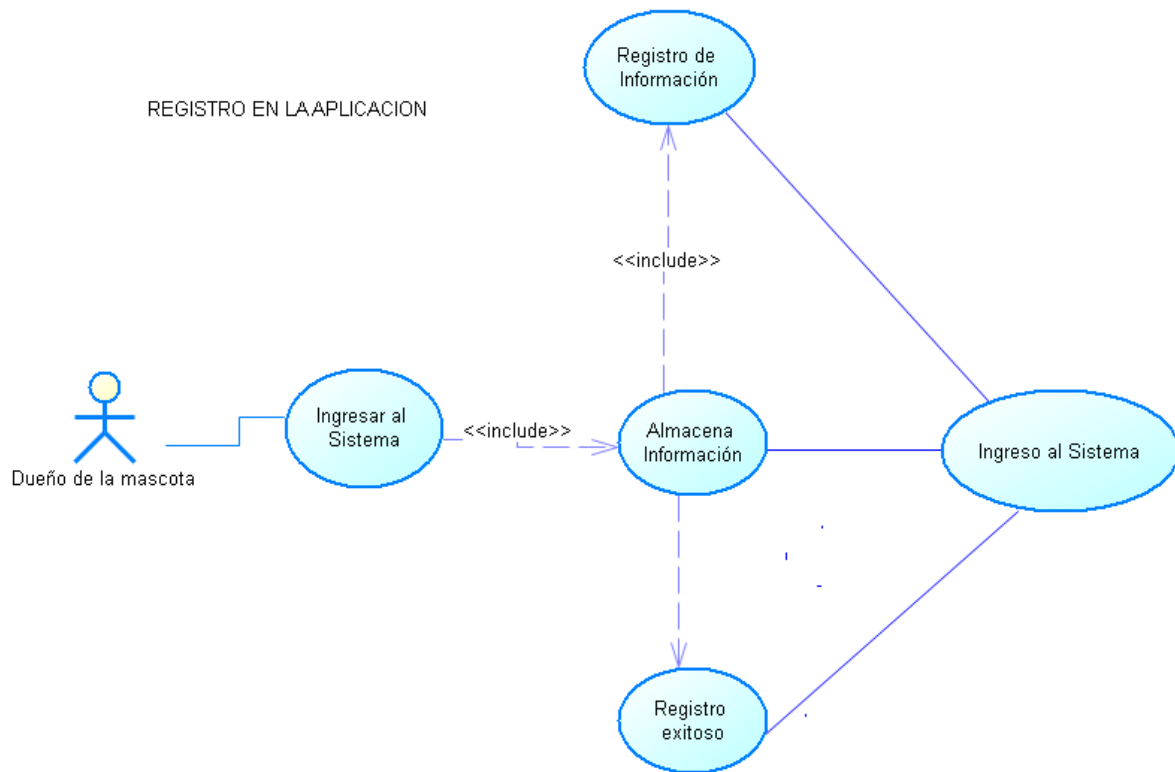 Registro de
Información
REGISTRO EN LA APLICACION
<<include>>
Ingresar al
Sistema
<<include>>
Almacena
Información
Ingreso al Sistema
Dueño de la mascota
Registro
exitoso